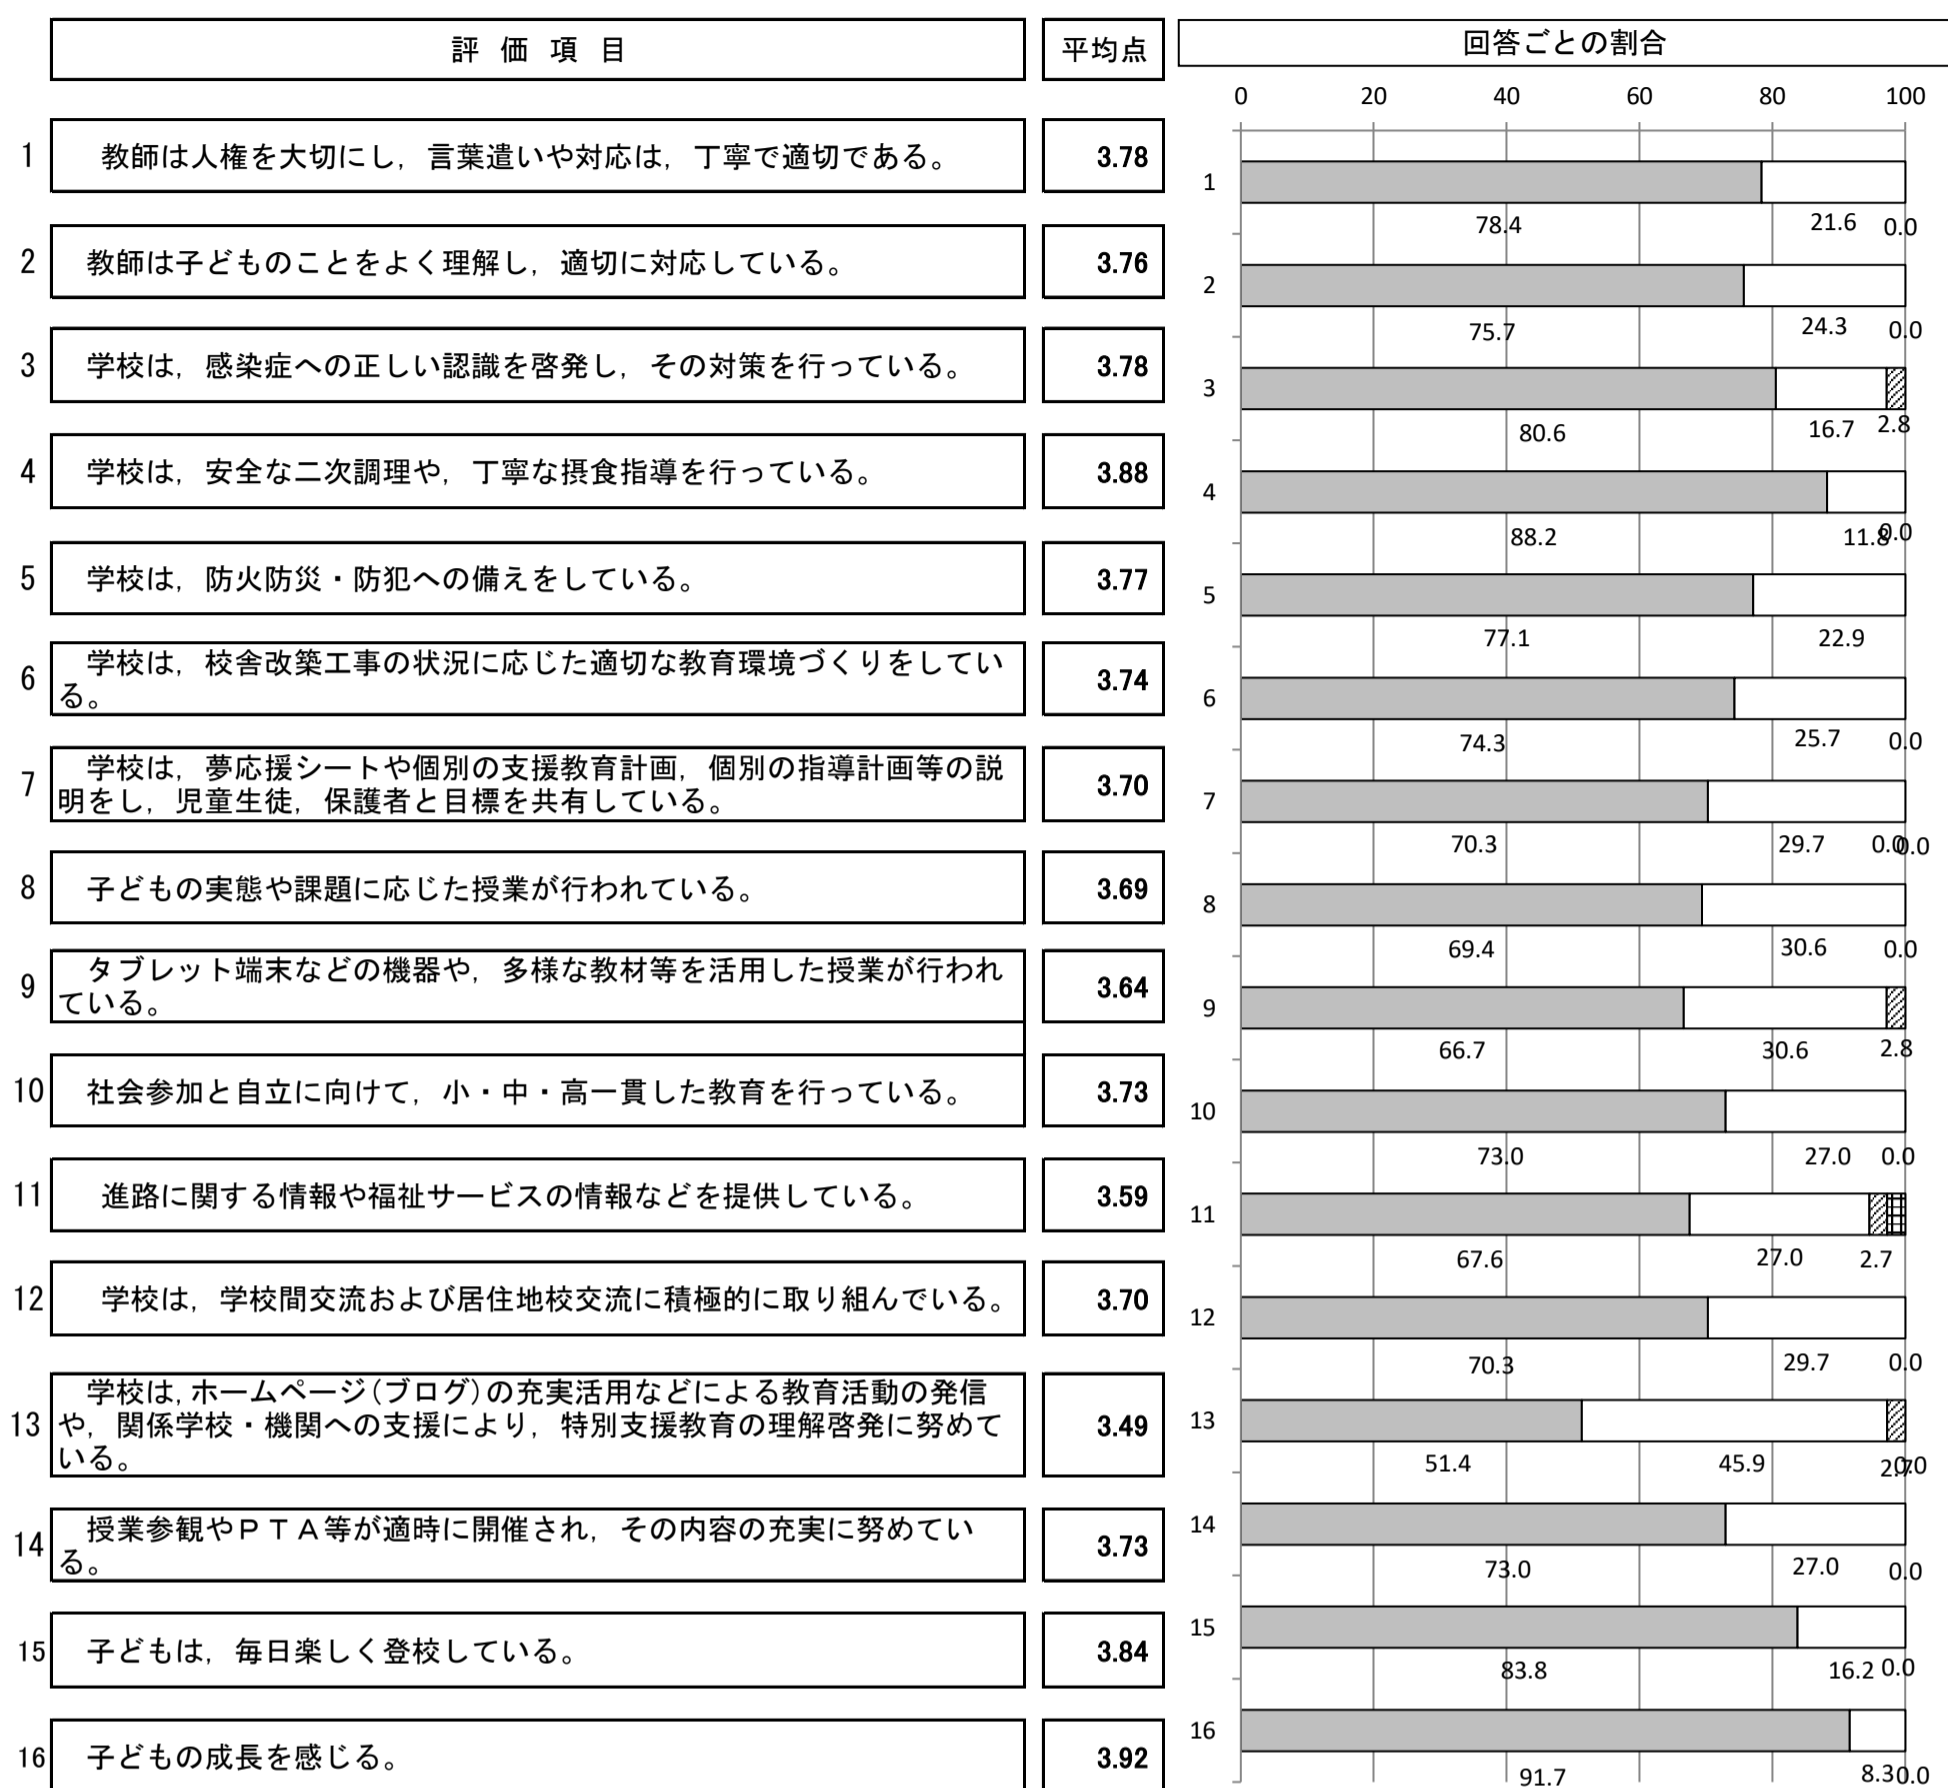 評 価 項 目
平均点
回答ごとの割合
0 20 40 60 80 100
1 教師は人権を大切にし，言葉遣いや対応は，丁寧で適切である。 3.78
1
78.4 21.6 0.0
2 教師は子どものことをよく理解し，適切に対応している。 3.76
2
75.7 24.3 0.0
3 学校は，感染症への正しい認識を啓発し，その対策を行っている。 3.78
3
80.6 16.7 2.8
4 学校は，安全な二次調理や，丁寧な摂食指導を行っている。 3.88
4
88.2 11.8 0.0
5 学校は，防火防災・防犯への備えをしている。 3.77
5
77.1 22.9
6 学校は，校舎改築工事の状況に応じた適切な教育環境づくりをしてい
る。
3.74
6
74.3 25.7 0.0
7 学校は，夢応援シートや個別の支援教育計画，個別の指導計画等の説
明をし，児童生徒，保護者と目標を共有している。
3.70
7
70.3 29.7 0.0 0.0
8 子どもの実態や課題に応じた授業が行われている。 3.69
8
69.4 30.6 0.0
9 タブレット端末などの機器や，多様な教材等を活用した授業が行われ
ている。
3.64
9
66.7 30.6 2.8
10 社会参加と自立に向けて，小・中・高一貫した教育を行っている。 3.73
10
73.0 27.0 0.0
11 進路に関する情報や福祉サービスの情報などを提供している。 3.59
11
67.6 27.0 2.7
12 学校は，学校間交流および居住地校交流に積極的に取り組んでいる。 3.70
12
70.3 29.7 0.0
13 学校は,ホームページ(ブログ)の充実活用などによる教育活動の発信
や，関係学校・機関への支援により，特別支援教育の理解啓発に努めて
いる。
3.49
13
51.4 45.9 2.7 0.0
14 授業参観やＰＴＡ等が適時に開催され，その内容の充実に努めてい
る。
3.73
14
73.0 27.0 0.0
15 子どもは，毎日楽しく登校している。 3.84
15
83.8 16.2 0.0
16 子どもの成長を感じる。 3.92
16
91.7 8.3 0.0